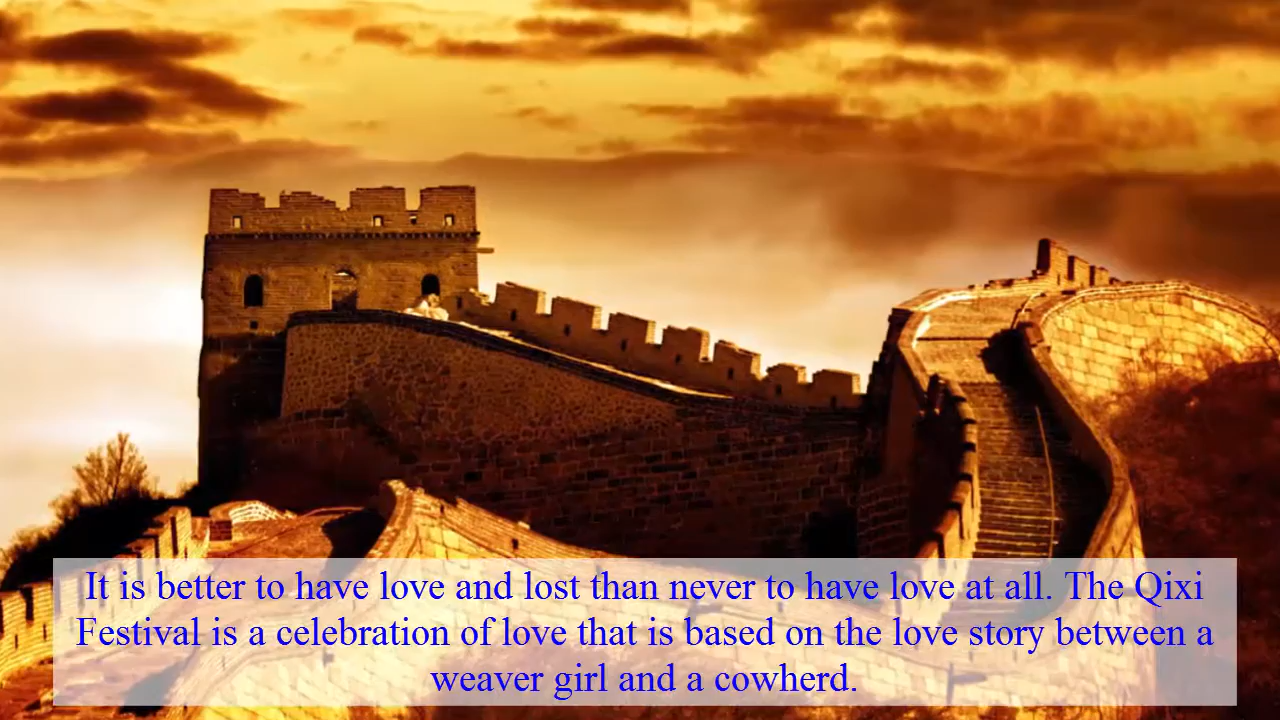 It is better to have love and lost than never to have love at all. The Qixi
Festival is a celebration of love that is based on the love story between a
weaver girl and a cowherd.